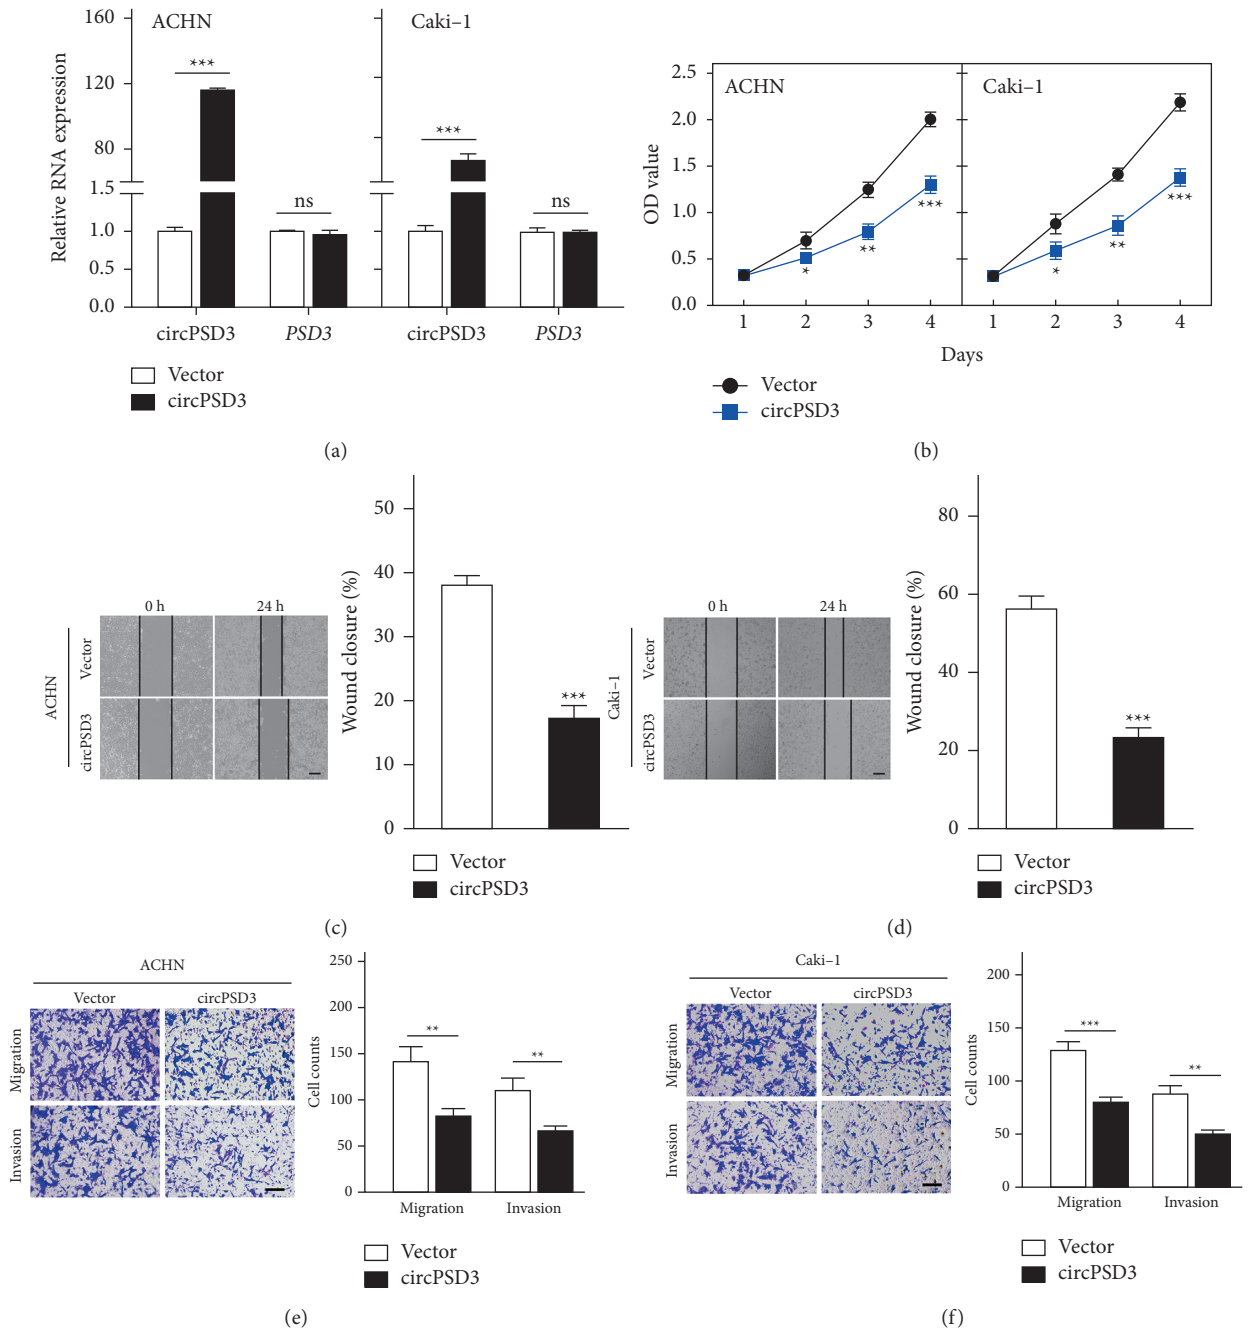 160
120
80
1.5
1.0
0.5
0.0
Relative RNA expression
ACHN
Caki–1
***
ns
***
ns
circPSD3
PSD3
circPSD3
PSD3
Vector
circPSD3
(a)
2.5
2.0
1.5
1.0
0.5
0.0
OD value
ACHN
Caki–1
*
**
***
*
**
***
1 2 3 4 1 2 3 4
Days
Vector
circPSD3
(b)
0 h
24 h
ACHN
Vector
circPSD3
50
40
30
20
10
0
Wound closure (%)
***
Vector
circPSD3
(c)
0 h
24 h
Caki–1
Vector
circPSD3
80
60
40
20
0
Wound closure (%)
***
Vector
circPSD3
(d)
ACHN
Vector
circPSD3
Migration
Invasion
250
200
150
100
50
0
Cell counts
**
**
Migration
Invasion
Vector
circPSD3
(e)
Caki–1
Vector
circPSD3
Migration
Invasion
200
150
100
50
0
Cell counts
***
**
Migration
Invasion
Vector
circPSD3
(f)